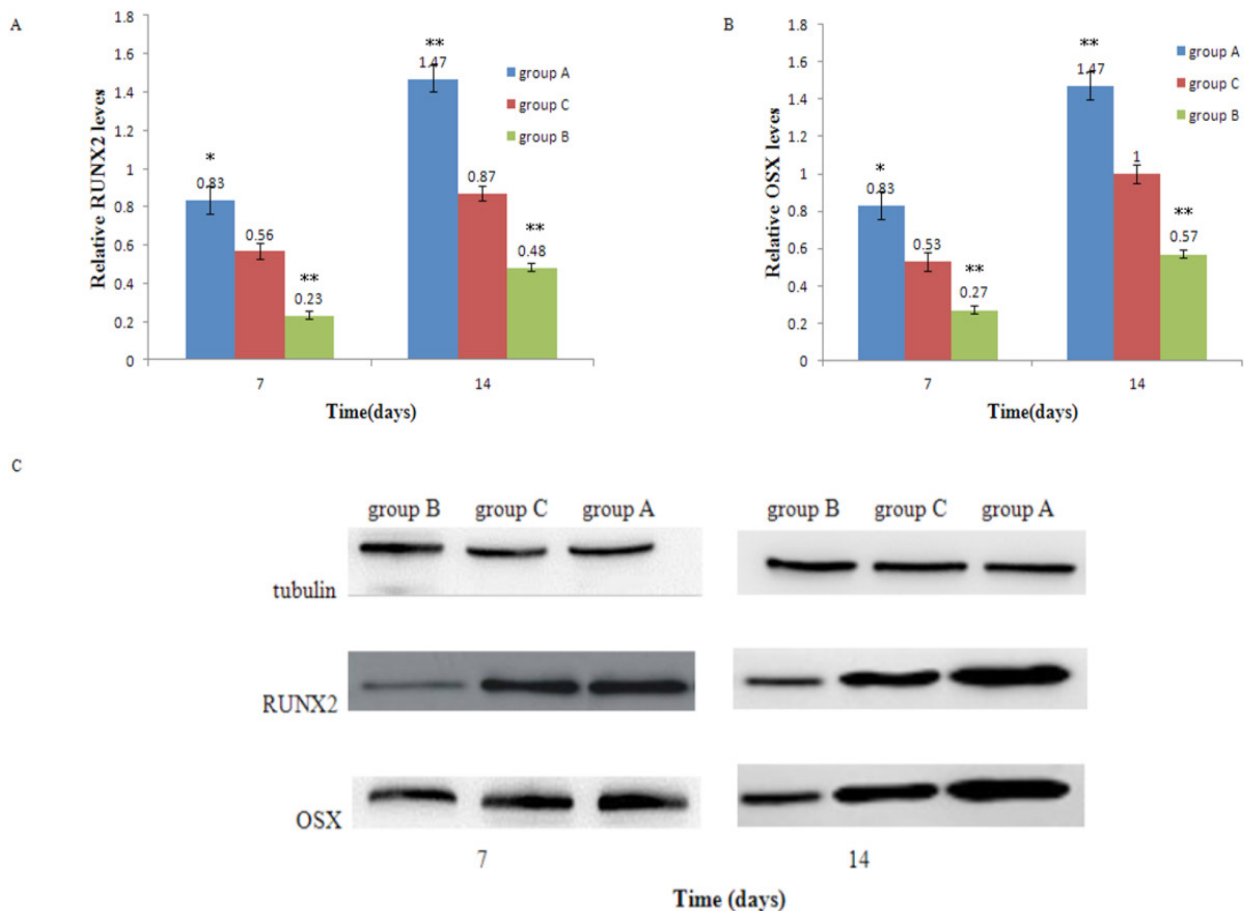 A
Relative RUNX2 leves
1.8
1.6
1.4
1.2
1
0.8
0.6
0.4
0.2
0
*
0.83
0.56
**
0.23
**
1.47
0.87
**
0.48
group A
group C
group B
7
14
Time(days)
B
Relative OSX leves
1.8
1.6
1.4
1.2
1
0.8
0.6
0.4
0.2
0
*
0.83
0.53
**
0.27
**
1.47
1
**
0.57
group A
group C
group B
7
14
Time(days)
C
group B group C group A group B group C group A
tubulin
RUNX2
OSX
7 14
Time (days)